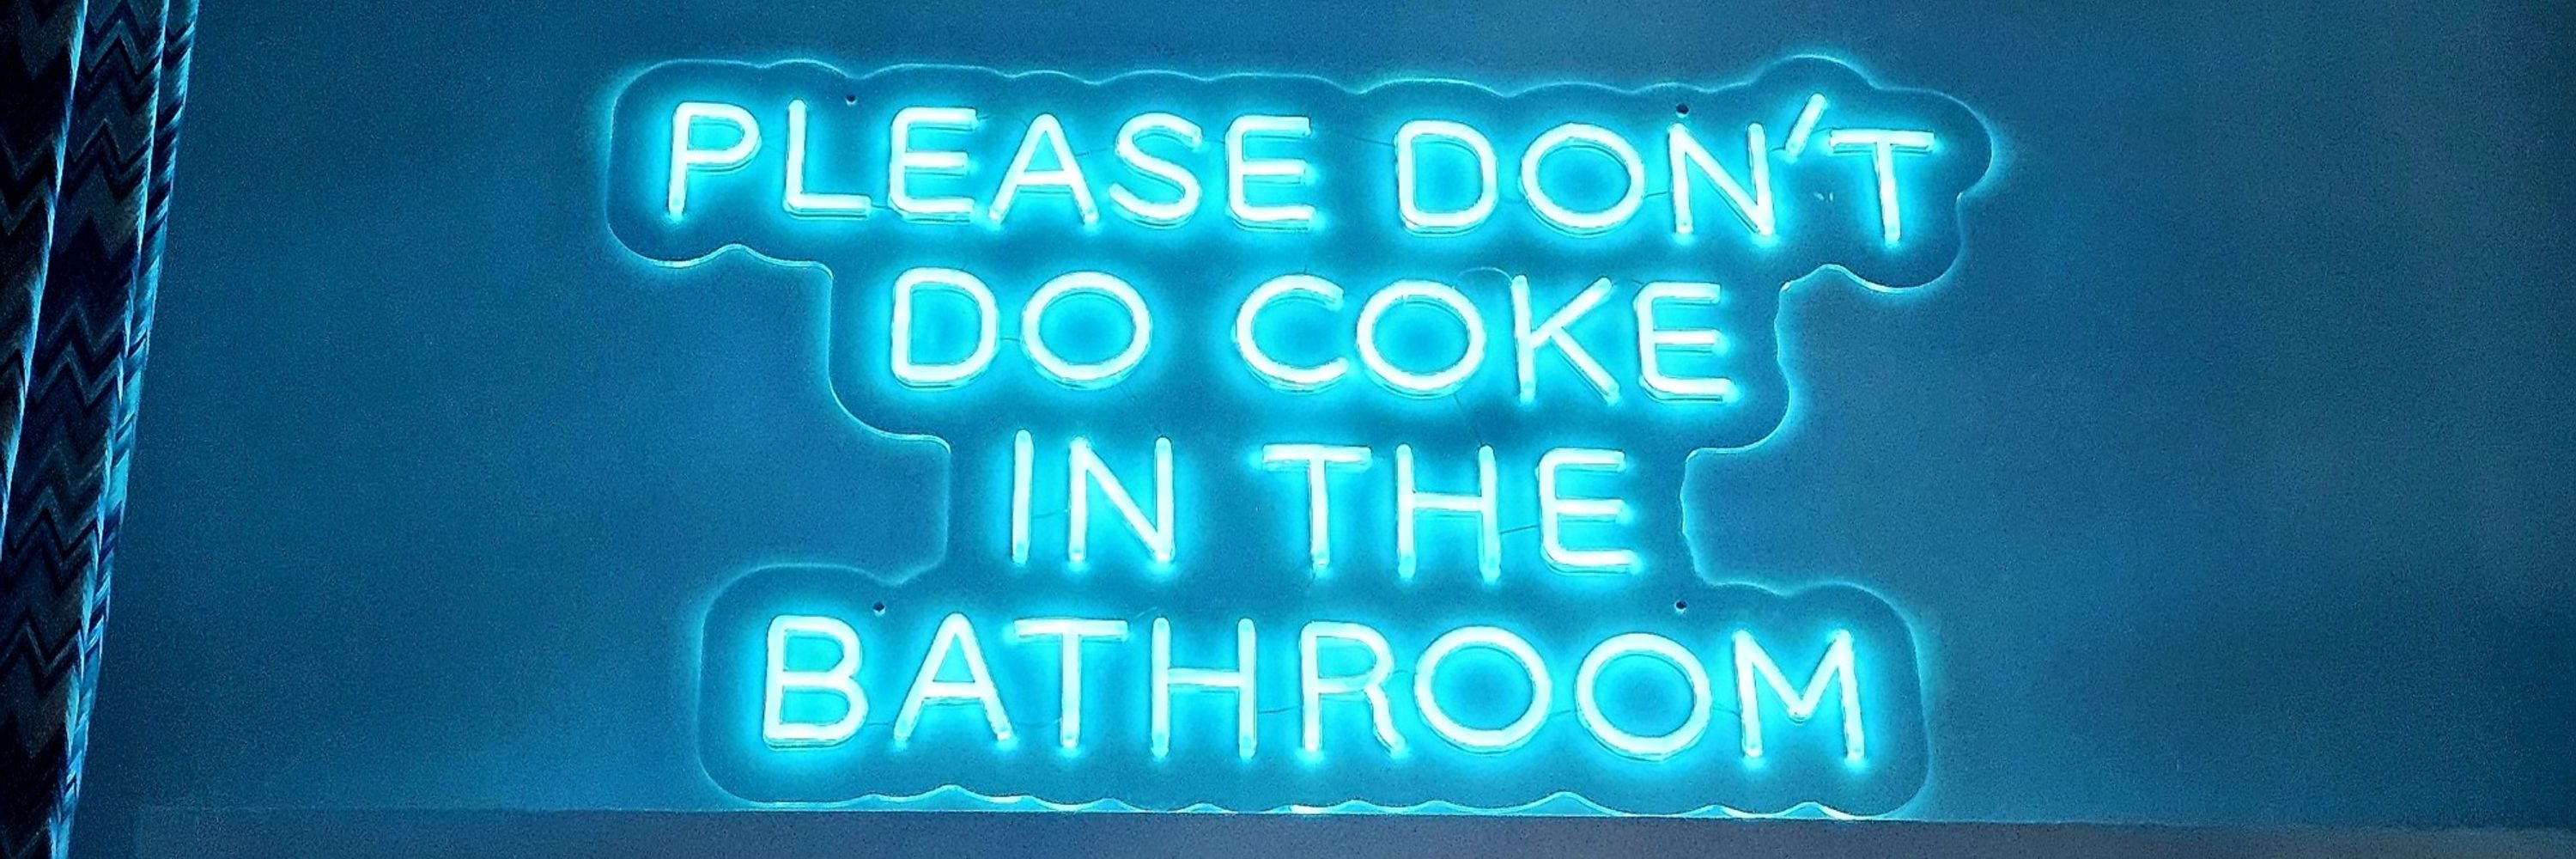 PLEASE DON'T
DO COKE
IN THE
BATHROOM